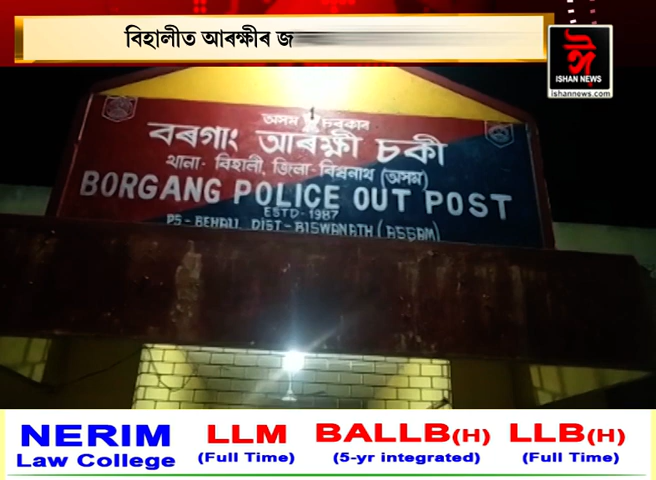 বিহালীত আৰক্ষীৰ জ
ঈ
ISHAN NEWS
ishannews.com
অসম চৰকাৰ
বৰগাং আৰক্ষী চকী
থানা- বিহালী, জিলা- বিশ্বনাথ (অসম)
BORGANG POLICE OUT POST
ESTD-1987
PS-BEHALI, DIST-BISWANATH (ASSAM)
NERIM
Law College
LLM
(Full Time)
BALLB(H)
(5-yr integrated)
LLB(H)
(Full Time)